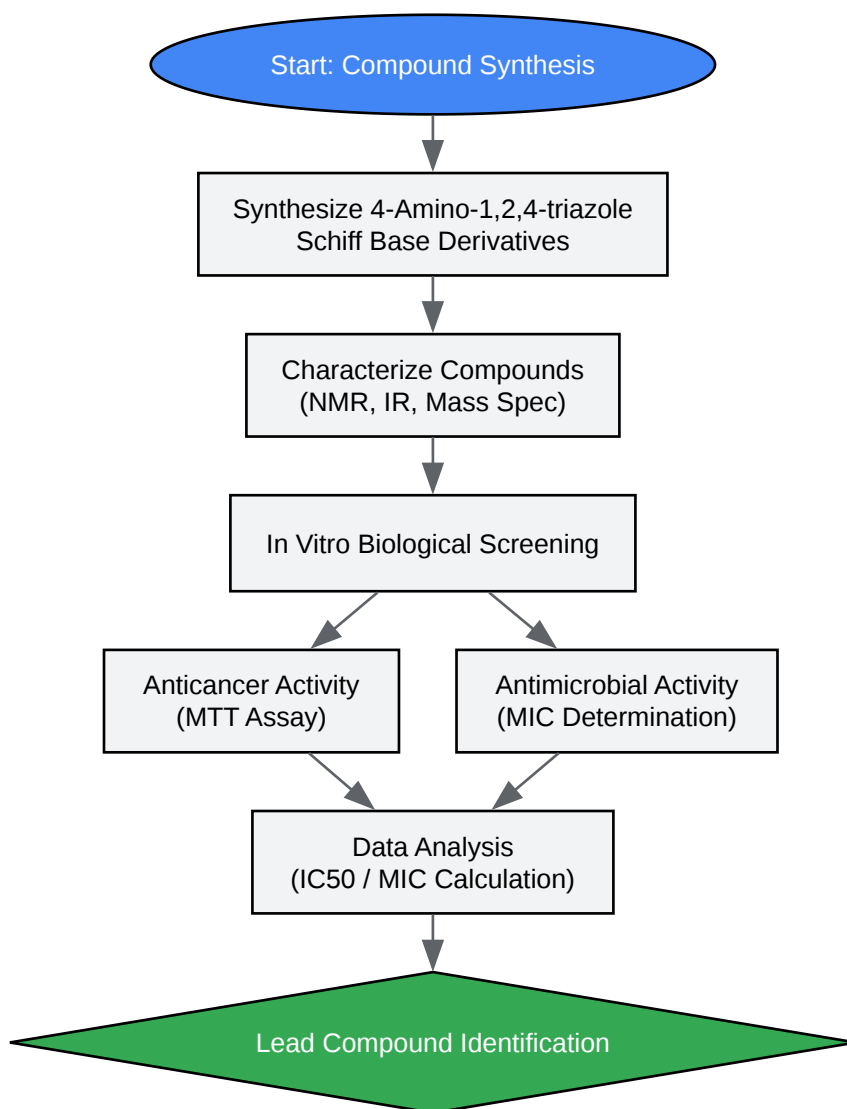 Start: Compound Synthesis
Synthesize 4-Amino-1,2,4-triazole
Schiff Base Derivatives
Characterize Compounds
(NMR, IR, Mass Spec)
In Vitro Biological Screening
Anticancer Activity
(MTT Assay)
Antimicrobial Activity
(MIC Determination)
Data Analysis
(IC50 / MIC Calculation)
Lead Compound Identification